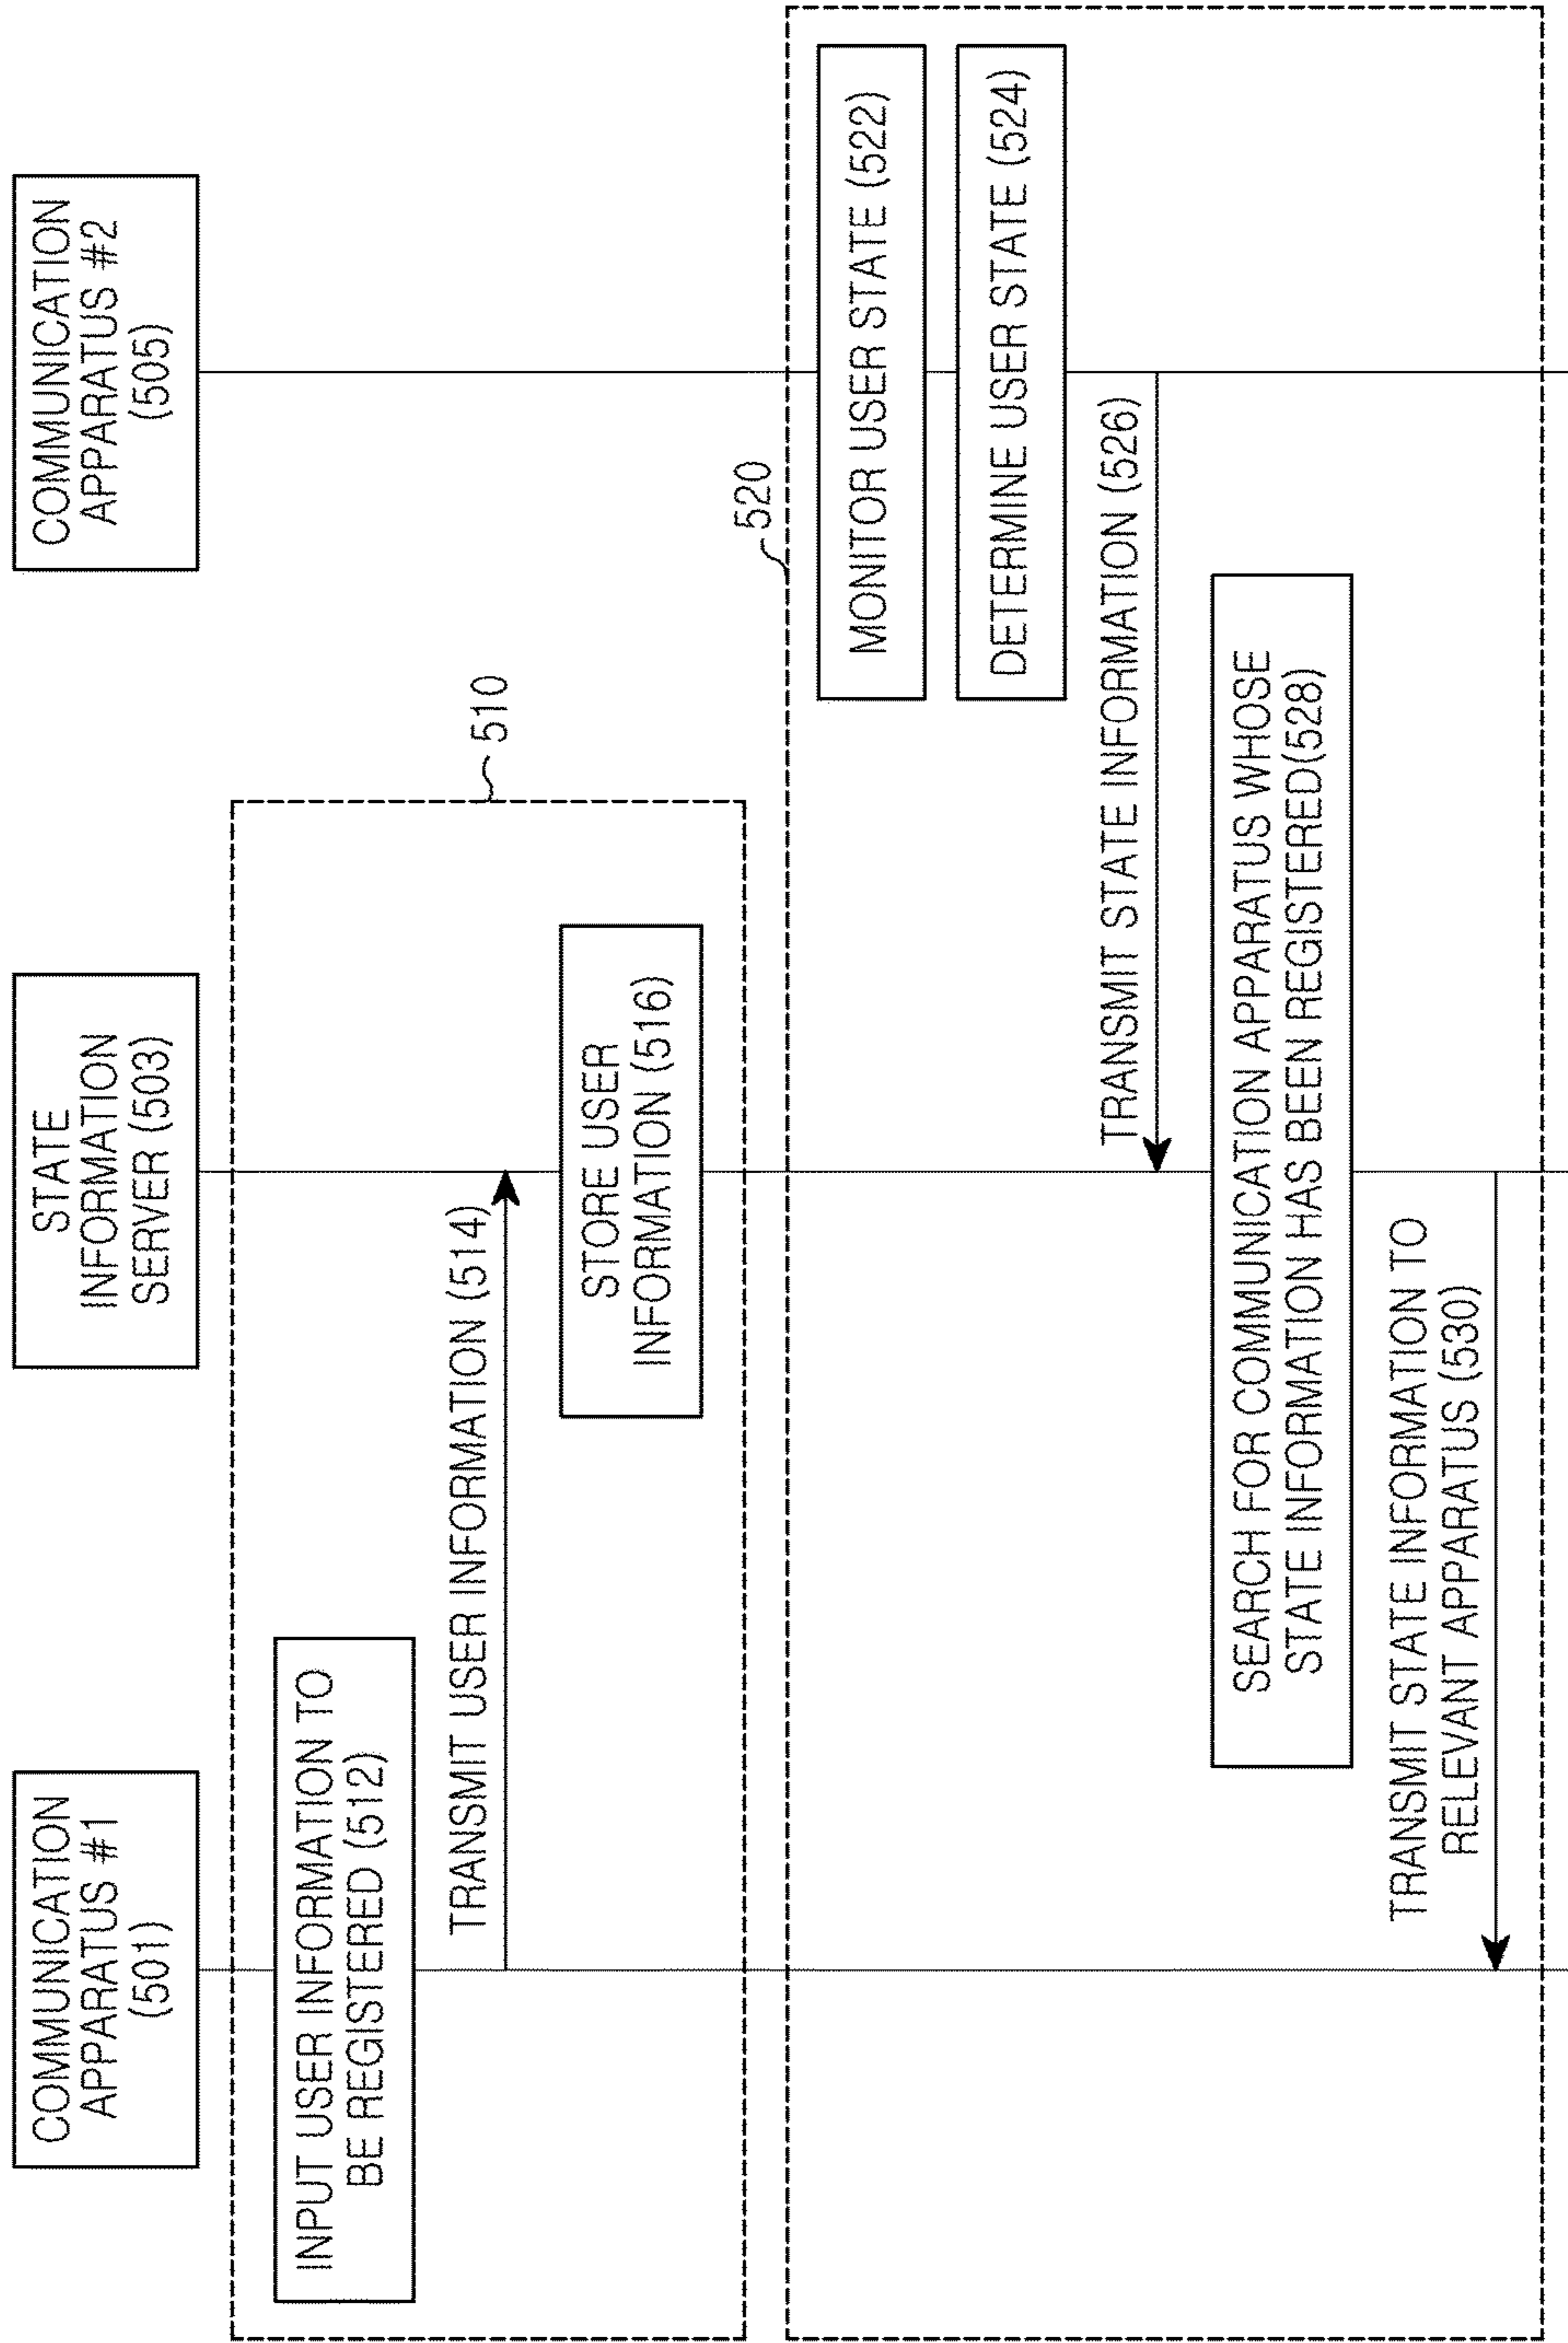 COMMUNICATION
APPARATUS #1
(501)
STATE
INFORMATION
SERVER (503)
COMMUNICATION
APPARATUS #2
(505)
510
INPUT USER INFORMATION TO
BE REGISTERED (512)
TRANSMIT USER INFORMATION (514)
STORE USER
INFORMATION (516)
520
MONITOR USER STATE (522)
DETERMINE USER STATE (524)
TRANSMIT STATE INFORMATION (526)
SEARCH FOR COMMUNICATION APPARATUS WHOSE
STATE INFORMATION HAS BEEN REGISTERED(528)
TRANSMIT STATE INFORMATION TO
RELEVANT APPARATUS (530)